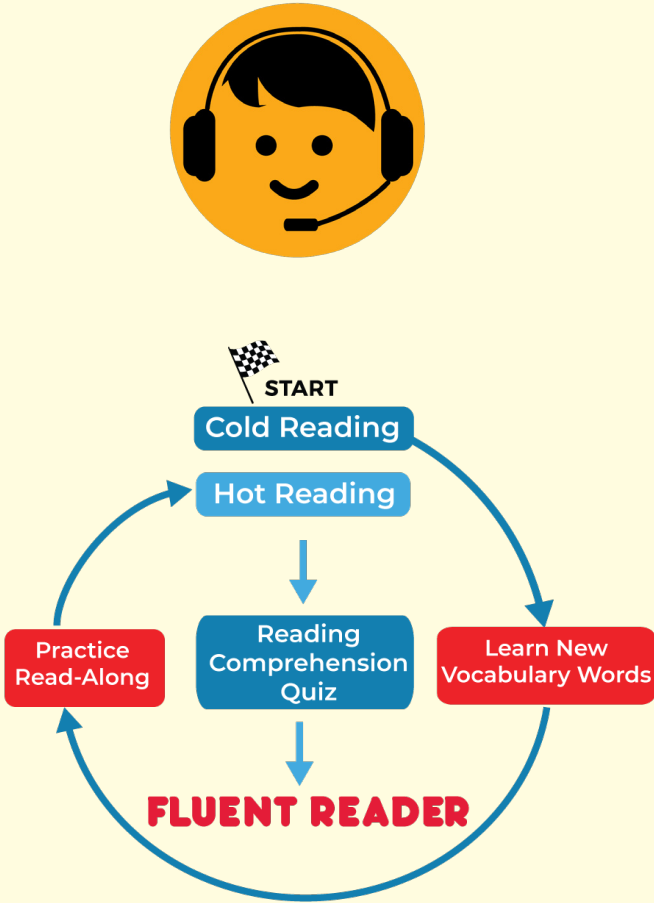 START
Cold Reading
Hot Reading
Practice
Read-Along
Reading
Comprehension
Quiz
Learn New
Vocabulary Words
FLUENT READER